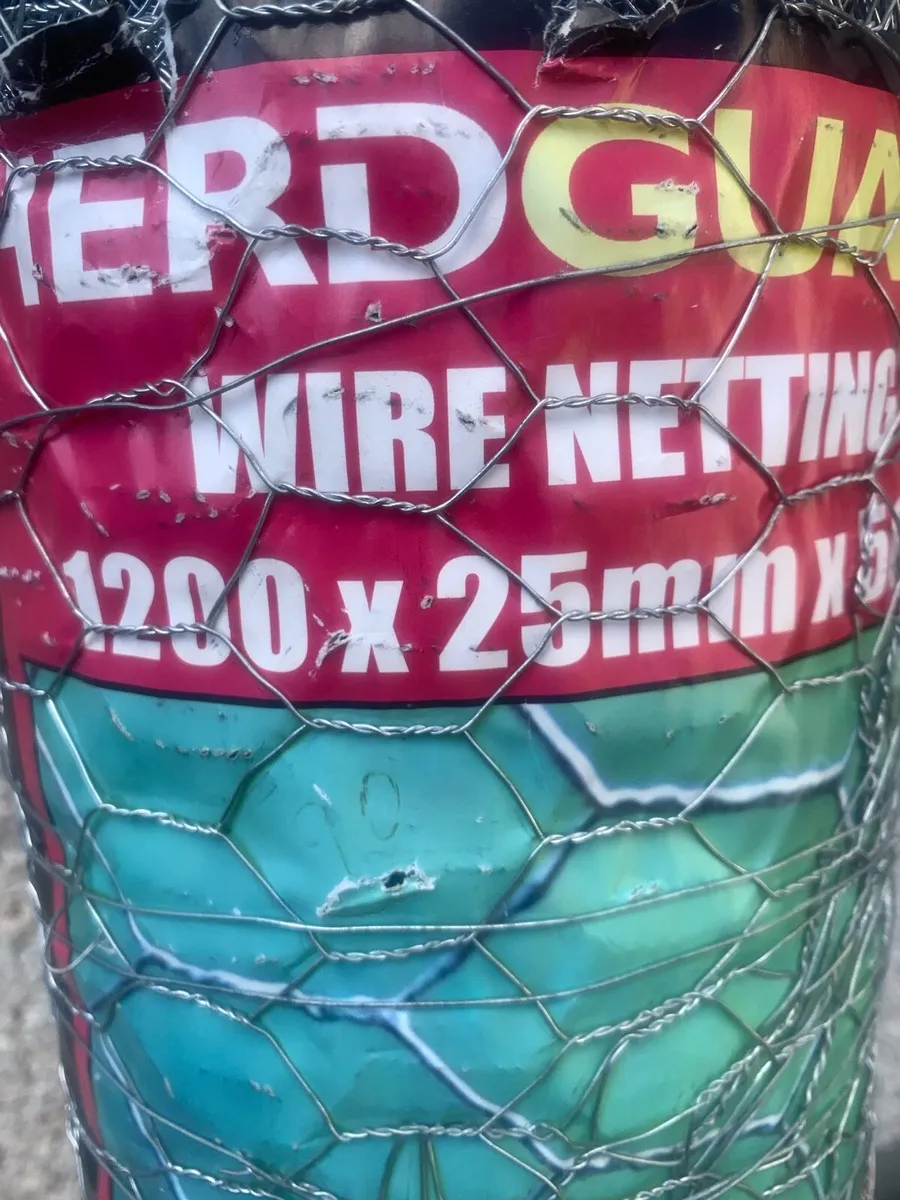 HERDGUA
WIRE NETTING
1200 x 25mm x 5